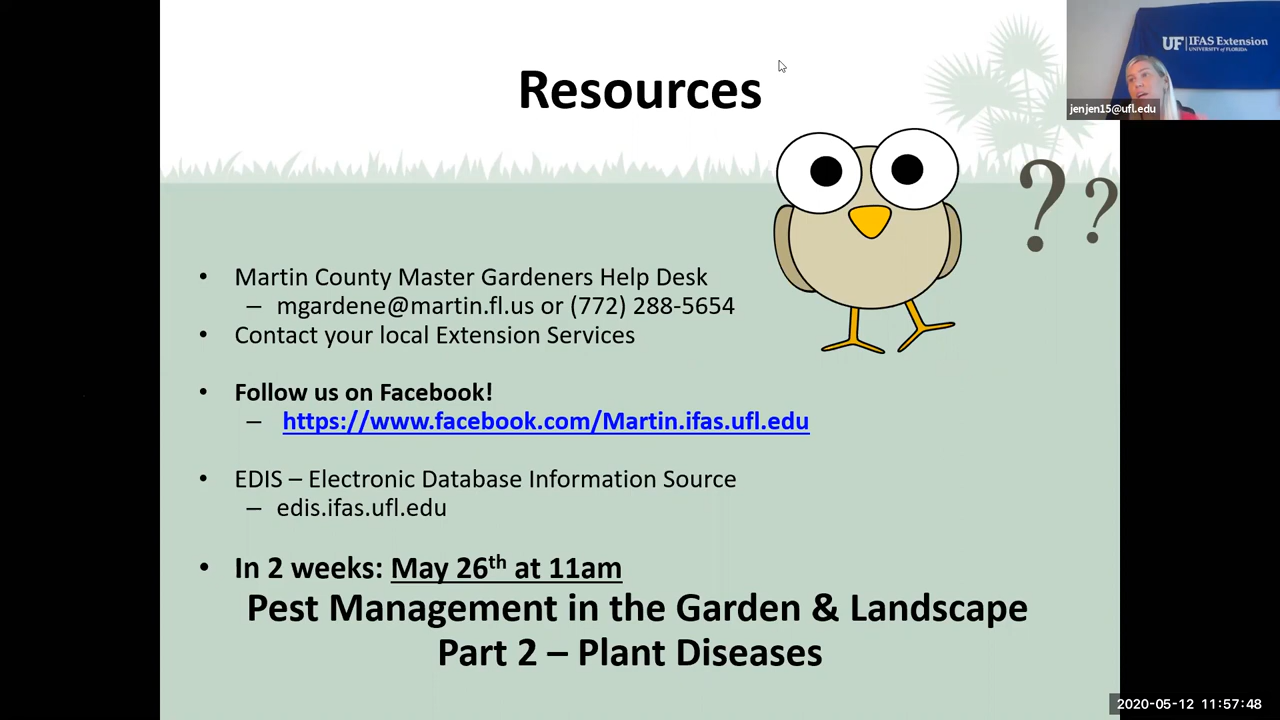 Resources
UF IFAS Extension
UNIVERSITY of FLORIDA
jenjen15@ufl.edu
? ?
• Martin County Master Gardeners Help Desk
– mgardene@martin.fl.us or (772) 288-5654
• Contact your local Extension Services
• Follow us on Facebook!
– https://www.facebook.com/Martin.ifas.ufl.edu
• EDIS – Electronic Database Information Source
– edis.ifas.ufl.edu
• In 2 weeks: May 26th at 11am
Pest Management in the Garden & Landscape
Part 2 – Plant Diseases
2020-05-12 11:57:48